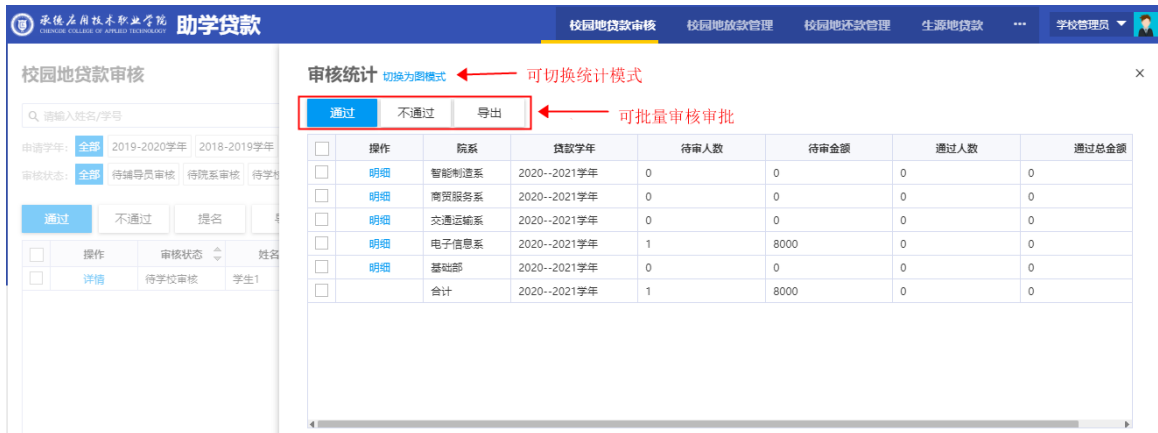 承德应用技术职业学院 助学贷款 校园地贷款审核 校园地放款管理 校园地还款管理 生源地贷款 ... 学校管理员
CHENGDE COLLEGE OF APPLIED TECHNOLOGY
校园地贷款审核
请输入姓名/学号
申请学年: 全部 2019-2020学年 2018-2019学年
审核状态: 全部 待辅导员审核 待院系审核 待学校
通过 不通过 提名
操作 审核状态 姓名
详情 待学校审核 学生1
审核统计 切换为图模式 可切换统计模式 ×
通过 不通过 导出 可批量审核审批
操作 院系 贷款学年 待审人数 待审金额 通过人数 通过总金额
明细 智能制造系 2020--2021学年 0 0 0 0
明细 商贸服务系 2020--2021学年 0 0 0 0
明细 交通运输系 2020--2021学年 0 0 0 0
明细 电子信息系 2020--2021学年 1 8000 0 0
明细 基础部 2020--2021学年 0 0 0 0
合计 2020--2021学年 1 8000 0 0